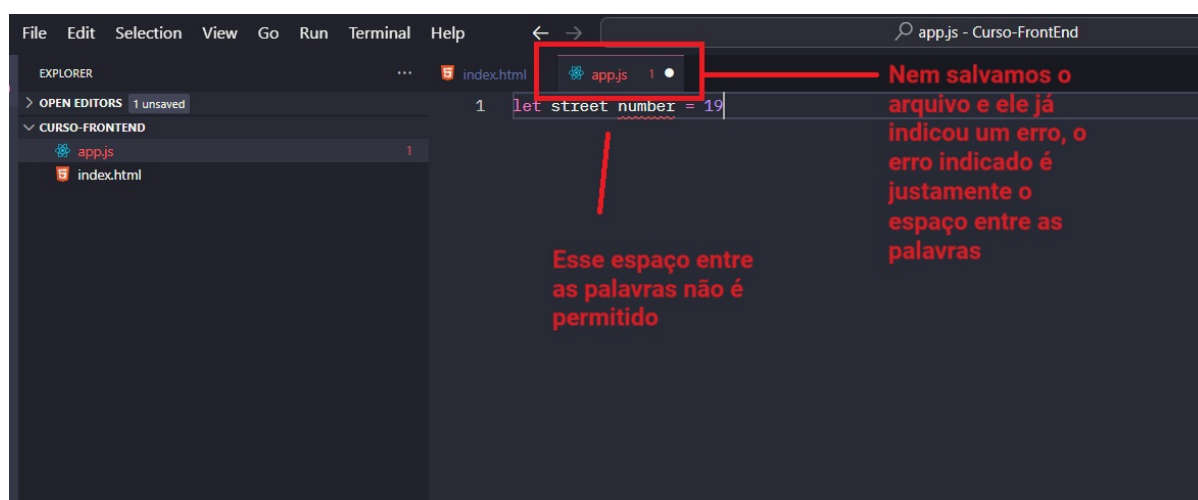 File Edit Selection View Go Run Terminal Help
app.js - Curso-FrontEnd
EXPLORER
index.html
app.js 1
OPEN EDITORS 1 unsaved
CURSO-FRONTEND
app.js 1
index.html
1 let street number = 19
Nem salvamos o
arquivo e ele já
indicou um erro, o
erro indicado é
justamente o
espaço entre as
palavras
Esse espaço entre
as palavras não é
permitido